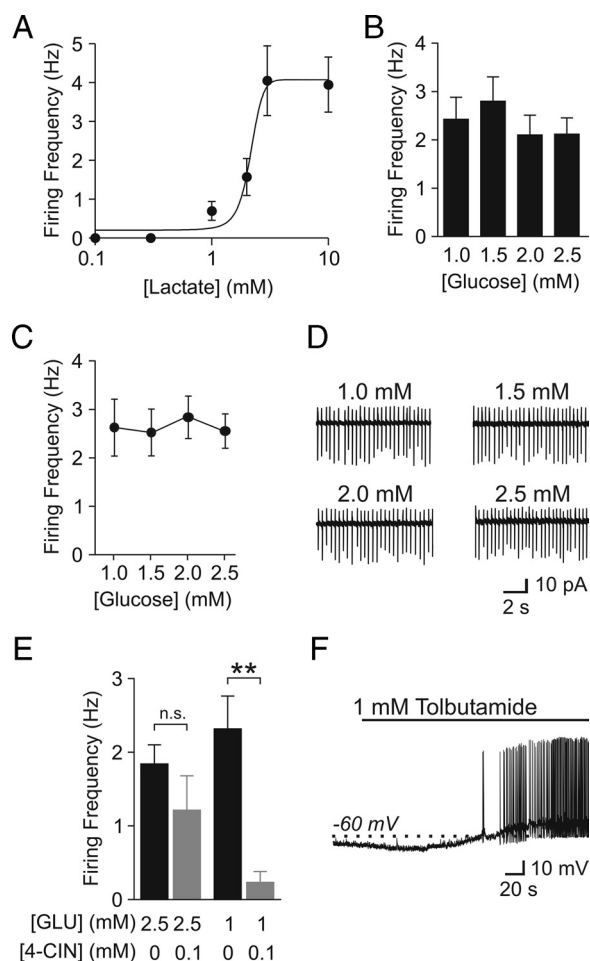 A
Firing Frequency (Hz)
5
4
3
2
1
0
0.1 1 10
[Lactate] (mM)
B
Firing Frequency (Hz)
4
3
2
1
0
1.0 1.5 2.0 2.5
[Glucose] (mM)
C
Firing Frequency (Hz)
4
3
2
1
0
1.0 1.5 2.0 2.5
[Glucose] (mM)
D
1.0 mM 1.5 mM
2.0 mM 2.5 mM
10 pA
2 s
E
Firing Frequency (Hz)
3
2
1
0
n.s.
**
[GLU] (mM) 2.5 2.5 1 1
[4-CIN] (mM) 0 0.1 0 0.1
F
1 mM Tolbutamide
-60 mV
10 mV
20 s